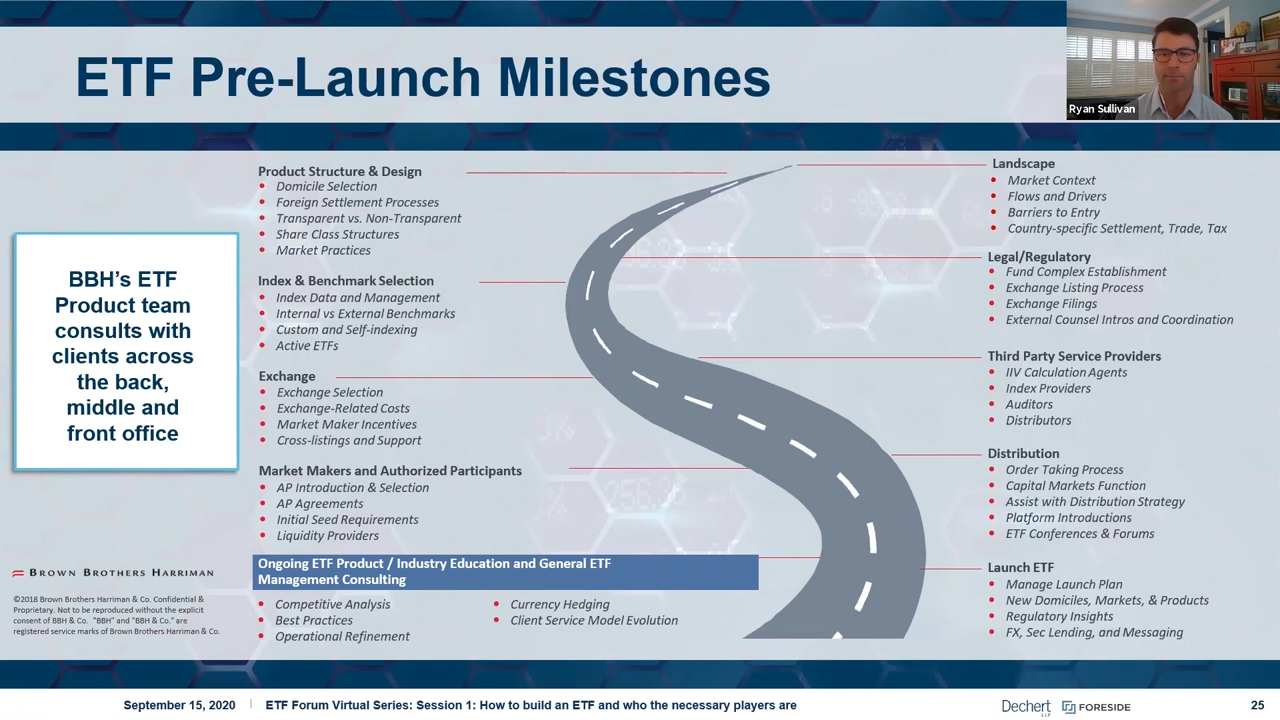 ETF Pre-Launch Milestones
Ryan Sullivan
BBH’s ETF
Product team
consults with
clients across
the back,
middle and
front office
Product Structure & Design
Domicile Selection
Foreign Settlement Processes
Transparent vs. Non-Transparent
Share Class Structures
Market Practices
Index & Benchmark Selection
Index Data and Management
Internal vs External Benchmarks
Custom and Self-indexing
Active ETFs
Exchange
Exchange Selection
Exchange-Related Costs
Market Maker Incentives
Cross-listings and Support
Market Makers and Authorized Participants
AP Introduction & Selection
AP Agreements
Initial Seed Requirements
Liquidity Providers
Ongoing ETF Product / Industry Education and General ETF
Management Consulting
Competitive Analysis
Best Practices
Operational Refinement
Currency Hedging
Client Service Model Evolution
Landscape
Market Context
Flows and Drivers
Barriers to Entry
Country-specific Settlement, Trade, Tax
Legal/Regulatory
Fund Complex Establishment
Exchange Listing Process
Exchange Filings
External Counsel Intros and Coordination
Third Party Service Providers
IIV Calculation Agents
Index Providers
Auditors
Distributors
Distribution
Order Taking Process
Capital Markets Function
Assist with Distribution Strategy
Platform Introductions
ETF Conferences & Forums
Launch ETF
Manage Launch Plan
New Domiciles, Markets, & Products
Regulatory Insights
FX, Sec Lending, and Messaging
BROWN BROTHERS HARRIMAN
©2018 Brown Brothers Harriman & Co. Confidential &
Proprietary. Not to be reproduced without the explicit
consent of BBH & Co. "BBH" and "BBH & Co." are
registered service marks of Brown Brothers Harriman & Co.
September 15, 2020
ETF Forum Virtual Series: Session 1: How to build an ETF and who the necessary players are
Dechert
LLP
FORESIDE
25